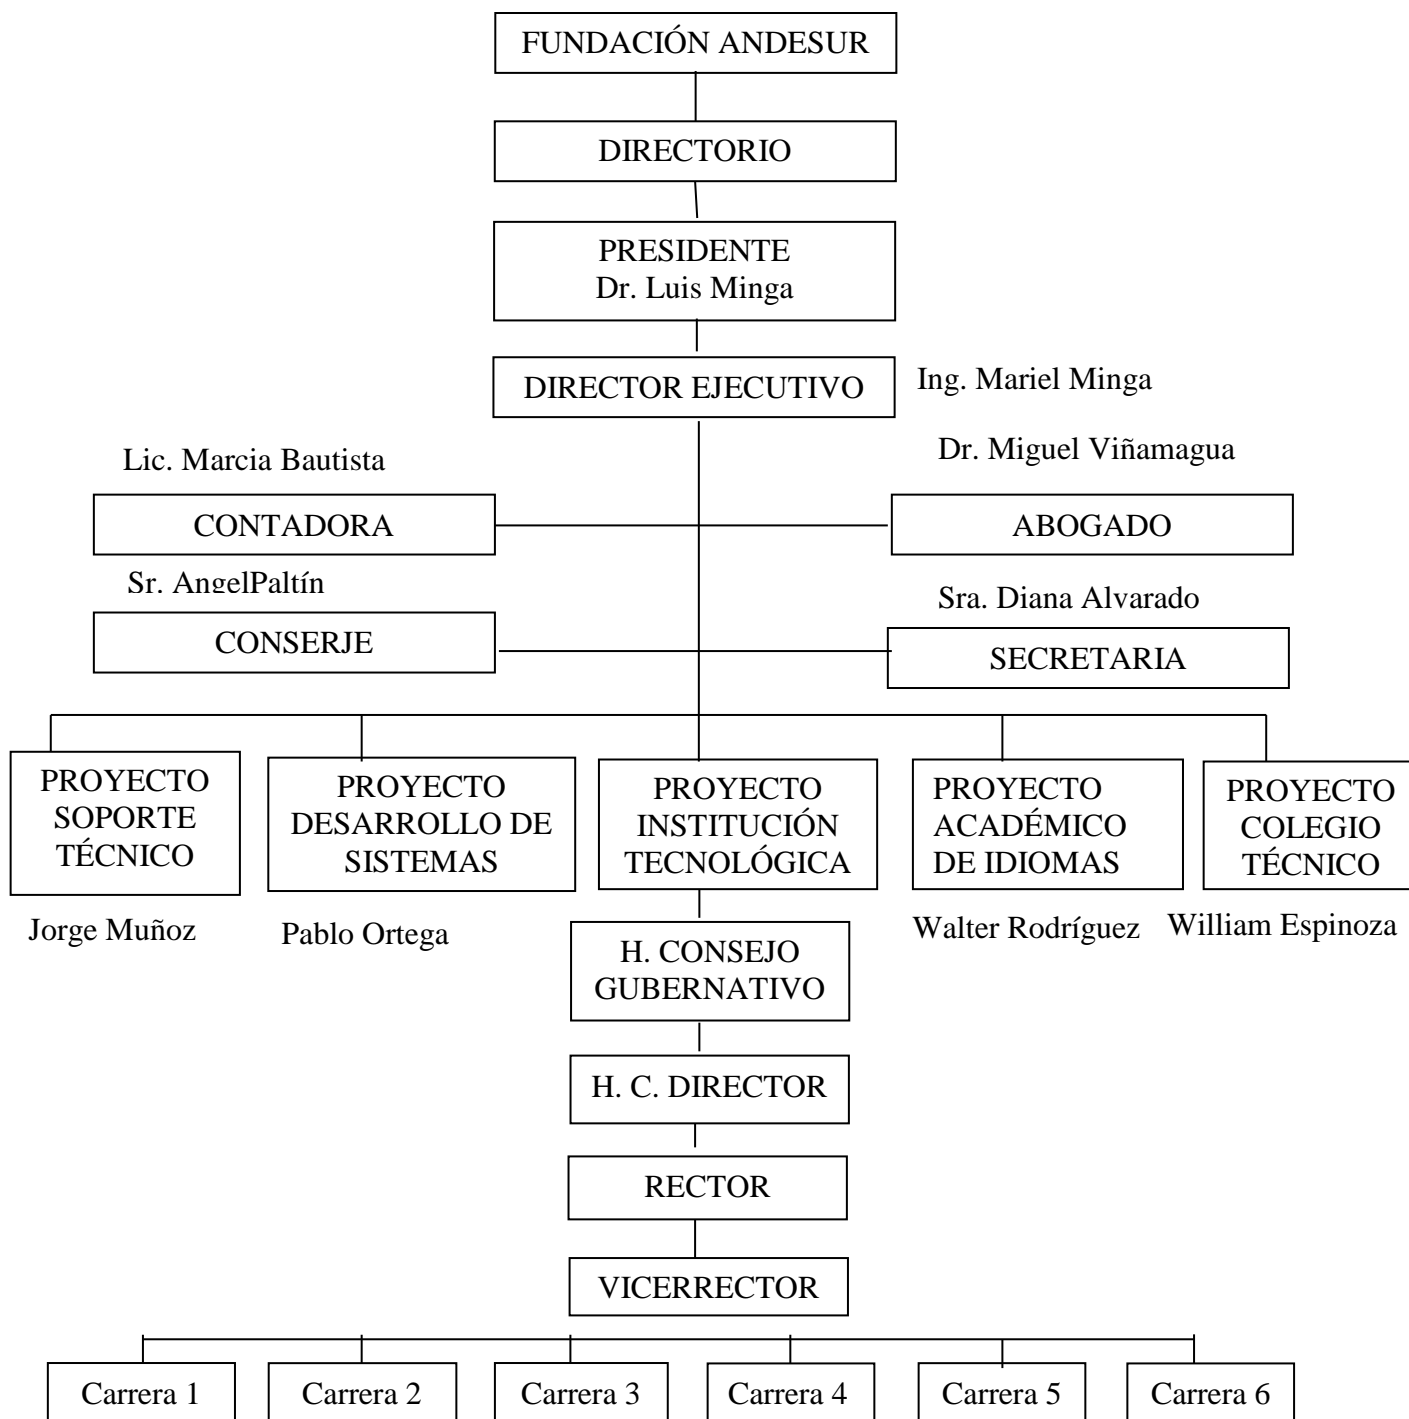 FUNDACIÓN ANDESUR
DIRECTORIO
PRESIDENTE
Dr. Luis Minga
DIRECTOR EJECUTIVO
Ing. Mariel Minga
Lic. Marcia Bautista
Dr. Miguel Viñamagua
CONTADORA
ABOGADO
Sr. AngelPaltín
Sra. Diana Alvarado
CONSERJE
SECRETARIA
PROYECTO
SOPORTE
TÉCNICO
PROYECTO
DESARROLLO DE
SISTEMAS
PROYECTO
INSTITUCIÓN
TECNOLÓGICA
PROYECTO
ACADÉMICO
DE IDIOMAS
PROYECTO
COLEGIO
TÉCNICO
Jorge Muñoz
Pablo Ortega
Walter Rodríguez
William Espinoza
H. CONSEJO
GUBERNATIVO
H. C. DIRECTOR
RECTOR
VICERRECTOR
Carrera 1
Carrera 2
Carrera 3
Carrera 4
Carrera 5
Carrera 6